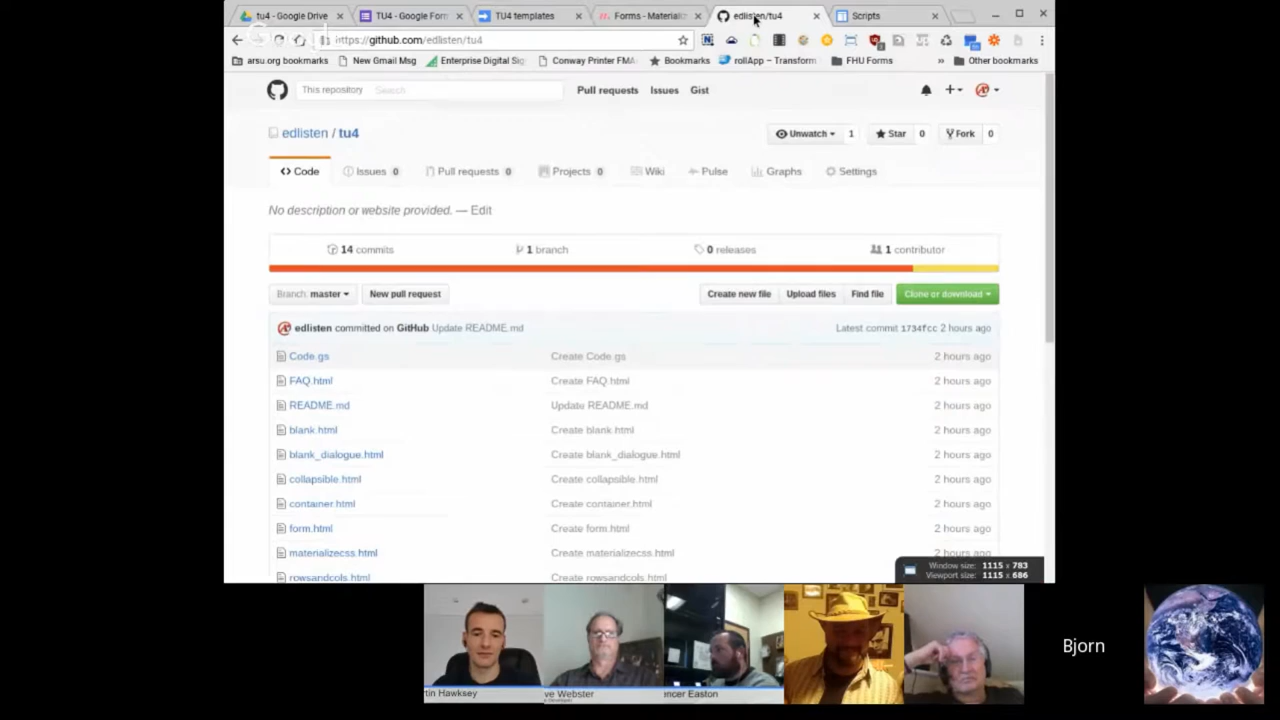 tu4 - Google Drive
TU4 - Google Form
TU4 templates
Forms - Materializ
edlisten/tu4
Scripts
https://github.com/edlisten/tu4
arsu.org bookmarks
New Gmail Msg
Enterprise Digital Sig
Conway Printer FMA
Bookmarks
rollApp – Transform
FHU Forms
» Other bookmarks
This repository Search
Pull requests Issues Gist
edlisten / tu4
Unwatch 1 Star 0 Fork 0
<> Code Issues 0 Pull requests 0 Projects 0 Wiki Pulse Graphs Settings
No description or website provided. — Edit
14 commits 1 branch 0 releases 1 contributor
Branch: master New pull request Create new file Upload files Find file Clone or download
edlisten committed on GitHub Update README.md Latest commit 1734fcc 2 hours ago
Code.gs Create Code.gs 2 hours ago
FAQ.html Create FAQ.html 2 hours ago
README.md Update README.md 2 hours ago
blank.html Create blank.html 2 hours ago
blank_dialogue.html Create blank_dialogue.html 2 hours ago
collapsible.html Create collapsible.html 2 hours ago
container.html Create container.html 2 hours ago
form.html Create form.html 2 hours ago
materializecss.html Create materializecss.html 2 hours ago
rowsandcols.html Create rowsandcols.html
Window size: 1115 x 783
Viewport size: 1115 x 686
Bjorn
tin Hawksey
ve Webster
encer Easton